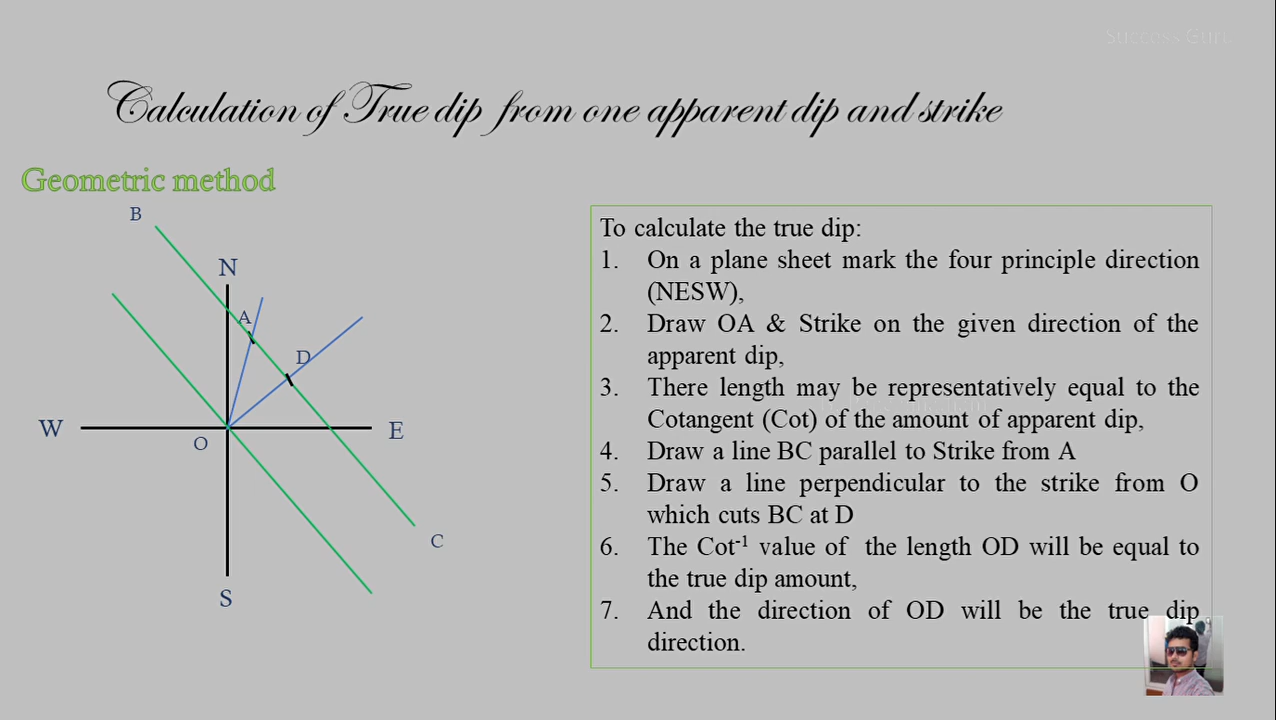 Success Guru
Calculation of True dip from one apparent dip and strike
Geometric method
B
N
A
D
W
E
O
C
S
To calculate the true dip:
1. On a plane sheet mark the four principle direction
(NESW),
2. Draw OA & Strike on the given direction of the
apparent dip,
3. There length may be representatively equal to the
Cotangent (Cot) of the amount of apparent dip,
4. Draw a line BC parallel to Strike from A
5. Draw a line perpendicular to the strike from O
which cuts BC at D
6. The Cot⁻¹ value of the length OD will be equal to
the true dip amount,
7. And the direction of OD will be the true dip
direction.